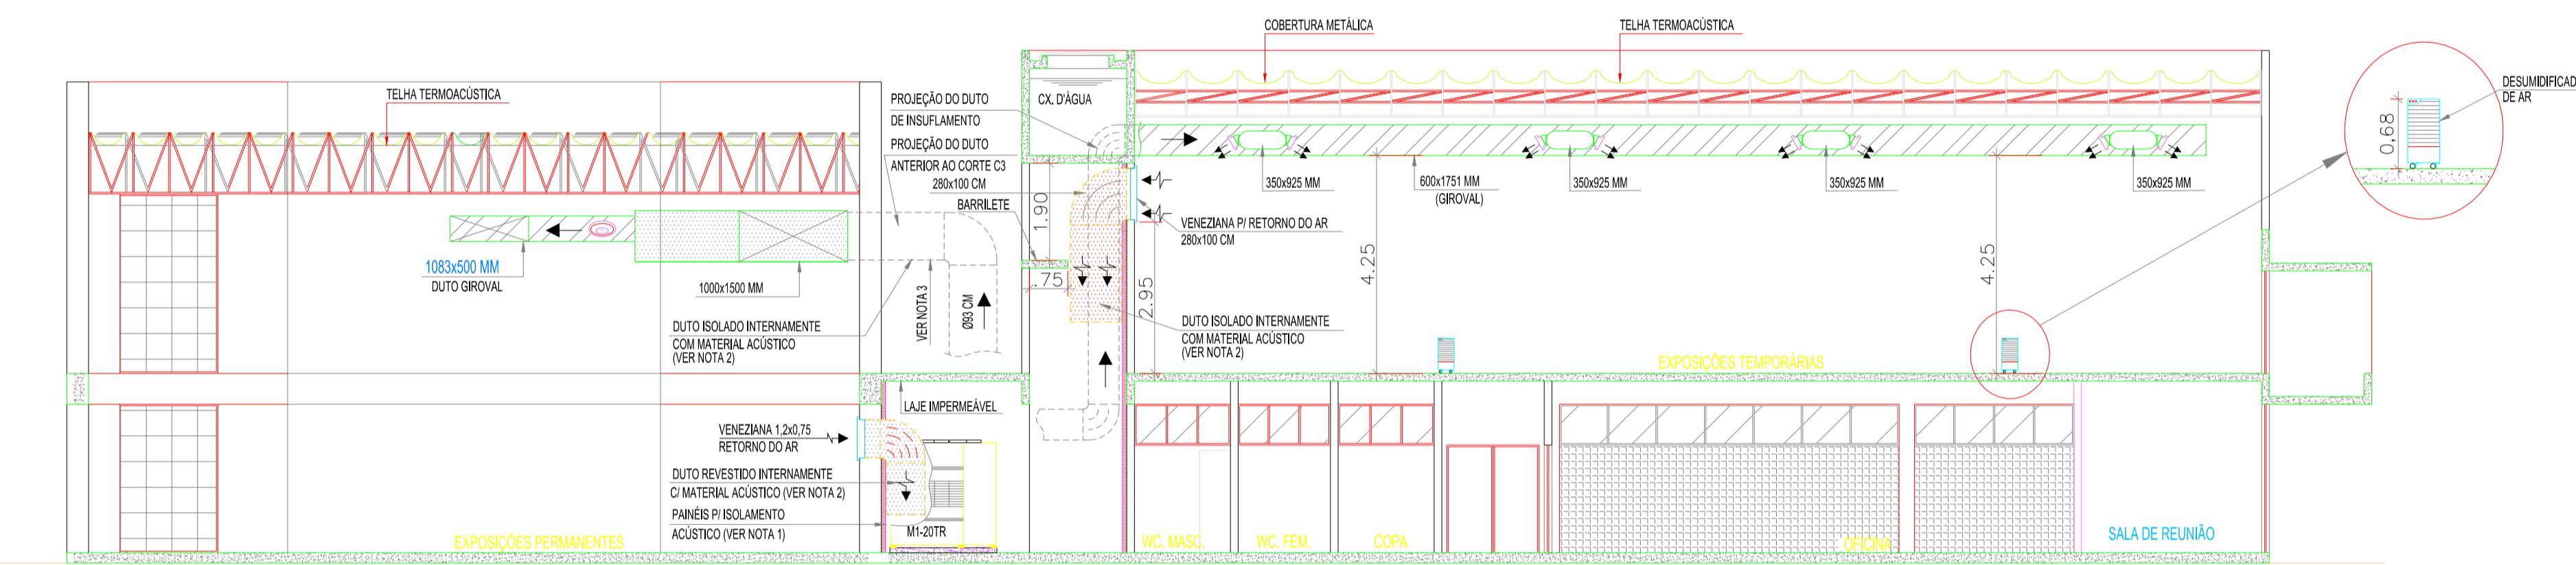 COBERTURA METÁLICA
TELHA TERMOACÚSTICA
DESUMIDIFICAD
DE AR
0,68
TELHA TERMOACÚSTICA
PROJEÇÃO DO DUTO
DE INSUFLAMENTO
PROJEÇÃO DO DUTO
ANTERIOR AO CORTE C3
280x100 CM
BARRILETE
CX. D'ÁGUA
1.90
.75
2.95
350x925 MM
600x1751 MM
(GIROVAL)
350x925 MM
350x925 MM
350x925 MM
VENEZIANA P/ RETORNO DO AR
280x100 CM
4.25
4.25
1083x500 MM
DUTO GIROVAL
1000x1500 MM
DUTO ISOLADO INTERNAMENTE
COM MATERIAL ACÚSTICO
(VER NOTA 2)
VER NOTA 3
Ø93 CM
DUTO ISOLADO INTERNAMENTE
COM MATERIAL ACÚSTICO
(VER NOTA 2)
EXPOSIÇÕES TEMPORÁRIAS
LAJE IMPERMEÁVEL
VENEZIANA 1,2x0,75
RETORNO DO AR
DUTO REVESTIDO INTERNAMENTE
C/ MATERIAL ACÚSTICO (VER NOTA 2)
PAINÉIS P/ ISOLAMENTO
ACÚSTICO (VER NOTA 1)
M1-20TR
EXPOSIÇÕES PERMANENTES
WC. MASC.
WC. FEM.
COPA
OFICINA
SALA DE REUNIÃO